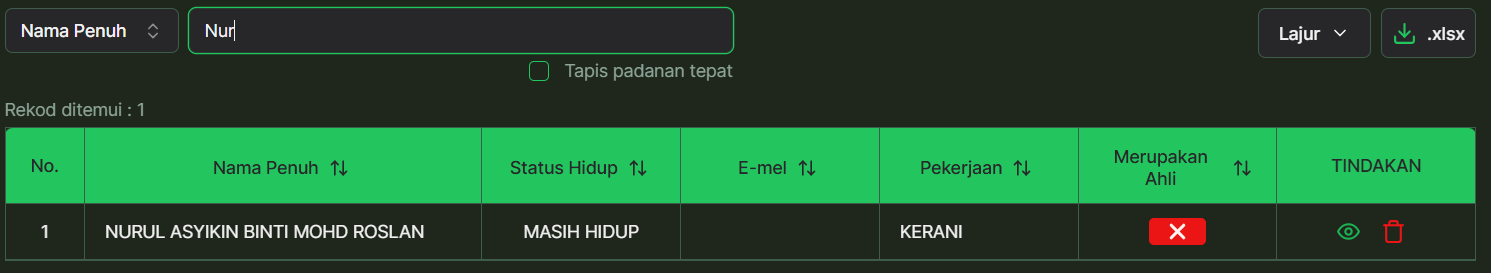 Nama Penuh
Nur
Lajur
.xlsx
Tapis padanan tepat
Rekod ditemui : 1
No.
Nama Penuh
Status Hidup
E-mel
Pekerjaan
Merupakan
Ahli
TINDAKAN
1
NURUL ASYIKIN BINTI MOHD ROSLAN
MASIH HIDUP
KERANI